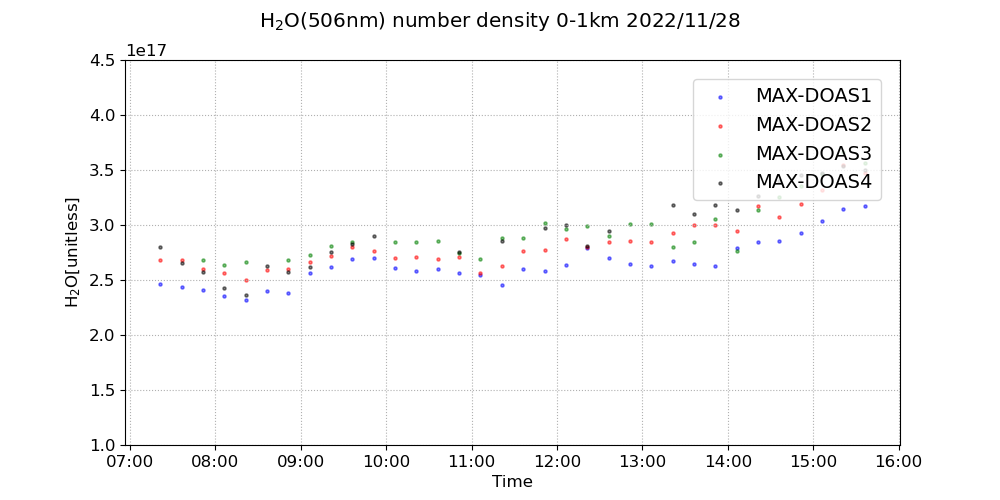 H₂O(506nm) number density 0-1km 2022/11/28
1e17
4.5
4.0
3.5
3.0
2.5
2.0
1.5
1.0
H₂O[unitless]
MAX-DOAS1
MAX-DOAS2
MAX-DOAS3
MAX-DOAS4
07:00 08:00 09:00 10:00 11:00 12:00 13:00 14:00 15:00 16:00
Time